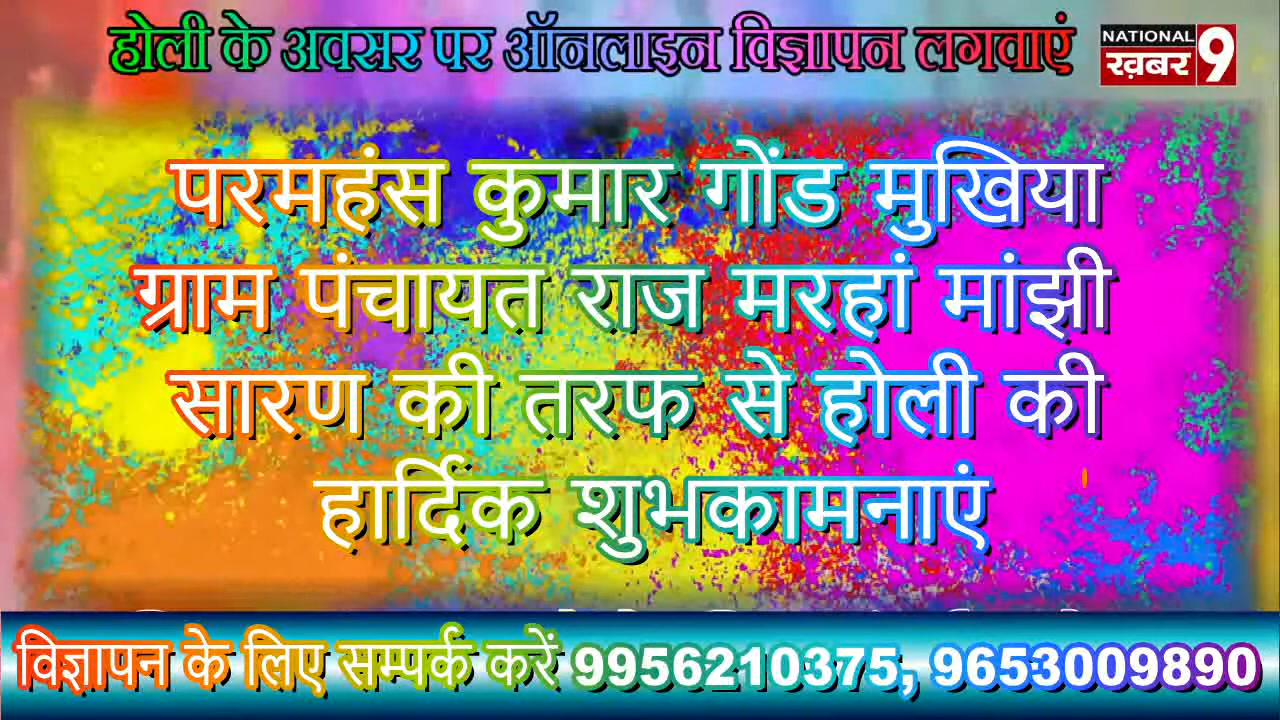 होली के अवसर पर ऑनलाइन विज्ञापन लगवाएं
NATIONAL
ख़बर 9
परमहंस कुमार गोंड मुखिया
ग्राम पंचायत राज मरहां मांझी
सारण की तरफ से होली की
हार्दिक शुभकामनाएं
विज्ञापन के लिए सम्पर्क करें 9956210375, 9653009890